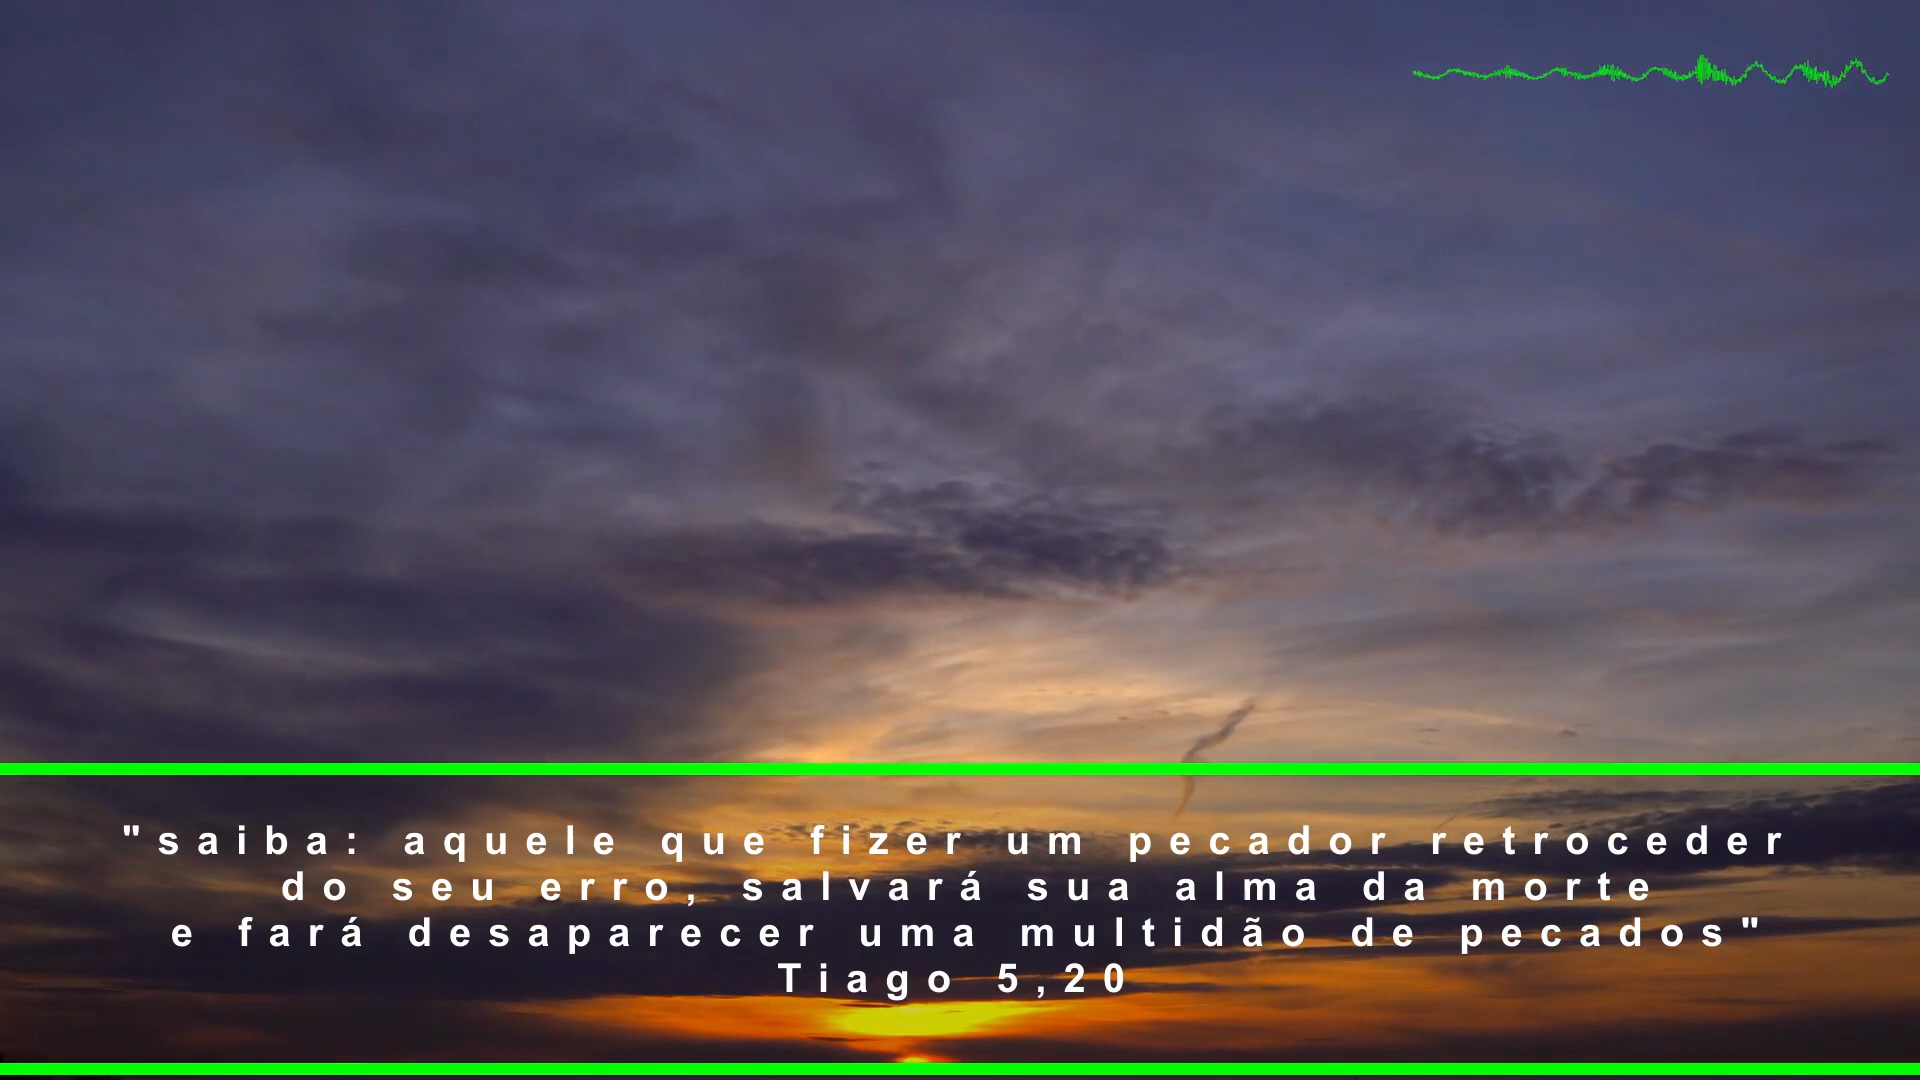 "saiba: aquele que fizer um pecador retroceder
do seu erro, salvará sua alma da morte
e fará desaparecer uma multidão de pecados"
Tiago 5,20